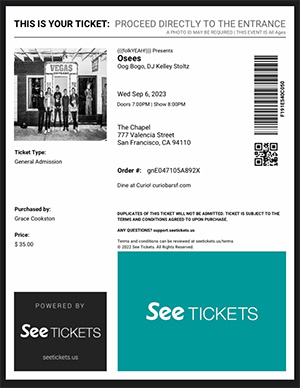 THIS IS YOUR TICKET: PROCEED DIRECTLY TO THE ENTRANCE
A PHOTO ID MAY BE REQUIRED | THIS EVENT IS All Ages
(((folkYEAH!))) Presents
Osees
Oog Bogo, DJ Kelley Stoltz
VEGAS
Wed Sep 6, 2023
Doors 7:00PM | Show 8:00PM
The Chapel
777 Valencia Street
San Francisco, CA 94110
F191E540C050
Ticket Type:
General Admission
Order #: gnE047105A892X
Dine at Curio! curiobarsf.com
Purchased by:
Grace Cookston
Price:
$ 35.00
DUPLICATES OF THIS TICKET WILL NOT BE ADMITTED. TICKET IS SUBJECT TO THE
TERMS AND CONDITIONS AGREED TO UPON PURCHASE.
ANY QUESTIONS? support.seetickets.us
Terms and conditions can be reviewed at seetickets.us/terms
© 2022 See Tickets. All Rights Reserved.
POWERED BY
See TICKETS
seetickets.us
See TICKETS